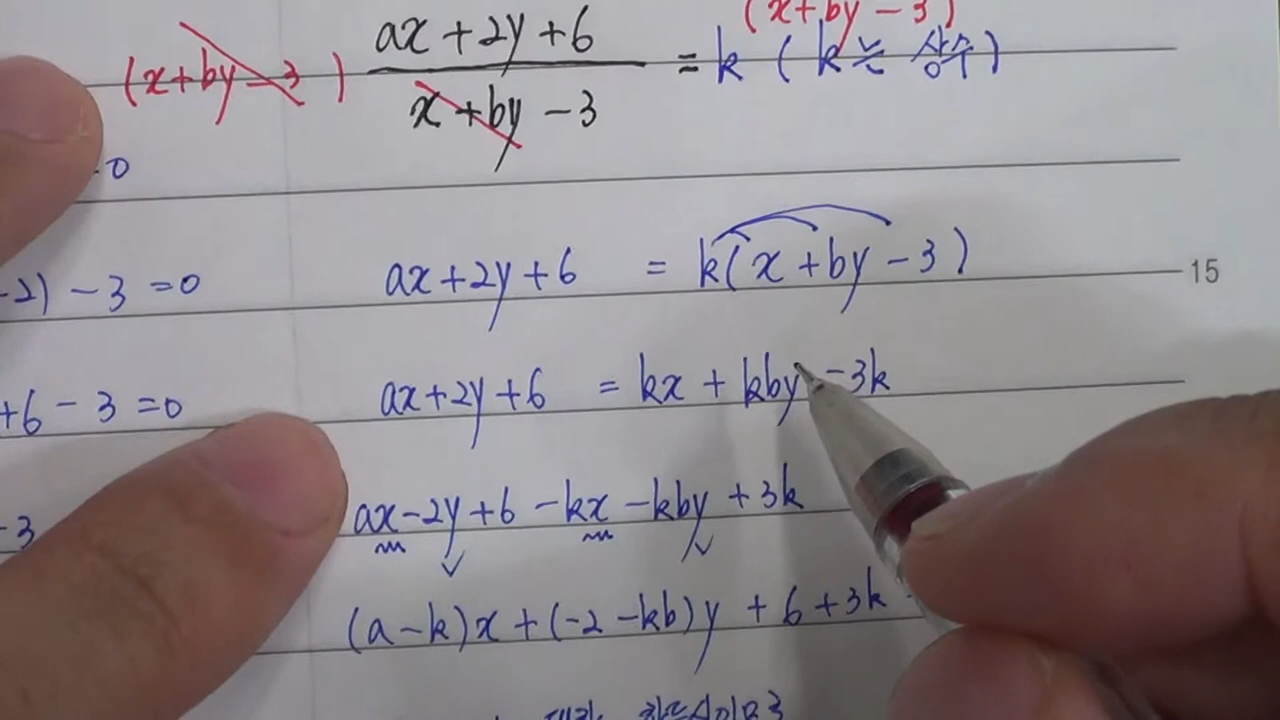 (x+by-3)
(x+by-3) ax+2y+6 / x+by-3 = k (k는 상수)
0
-2) -3 =0
ax+2y+6 = k(x+by-3)
15
+6-3=0
ax+2y+6 = kx + kby -3k
-3
ax-2y+6 -kx -kby +3k
(a-k)x+(-2-kb)y + 6+3k